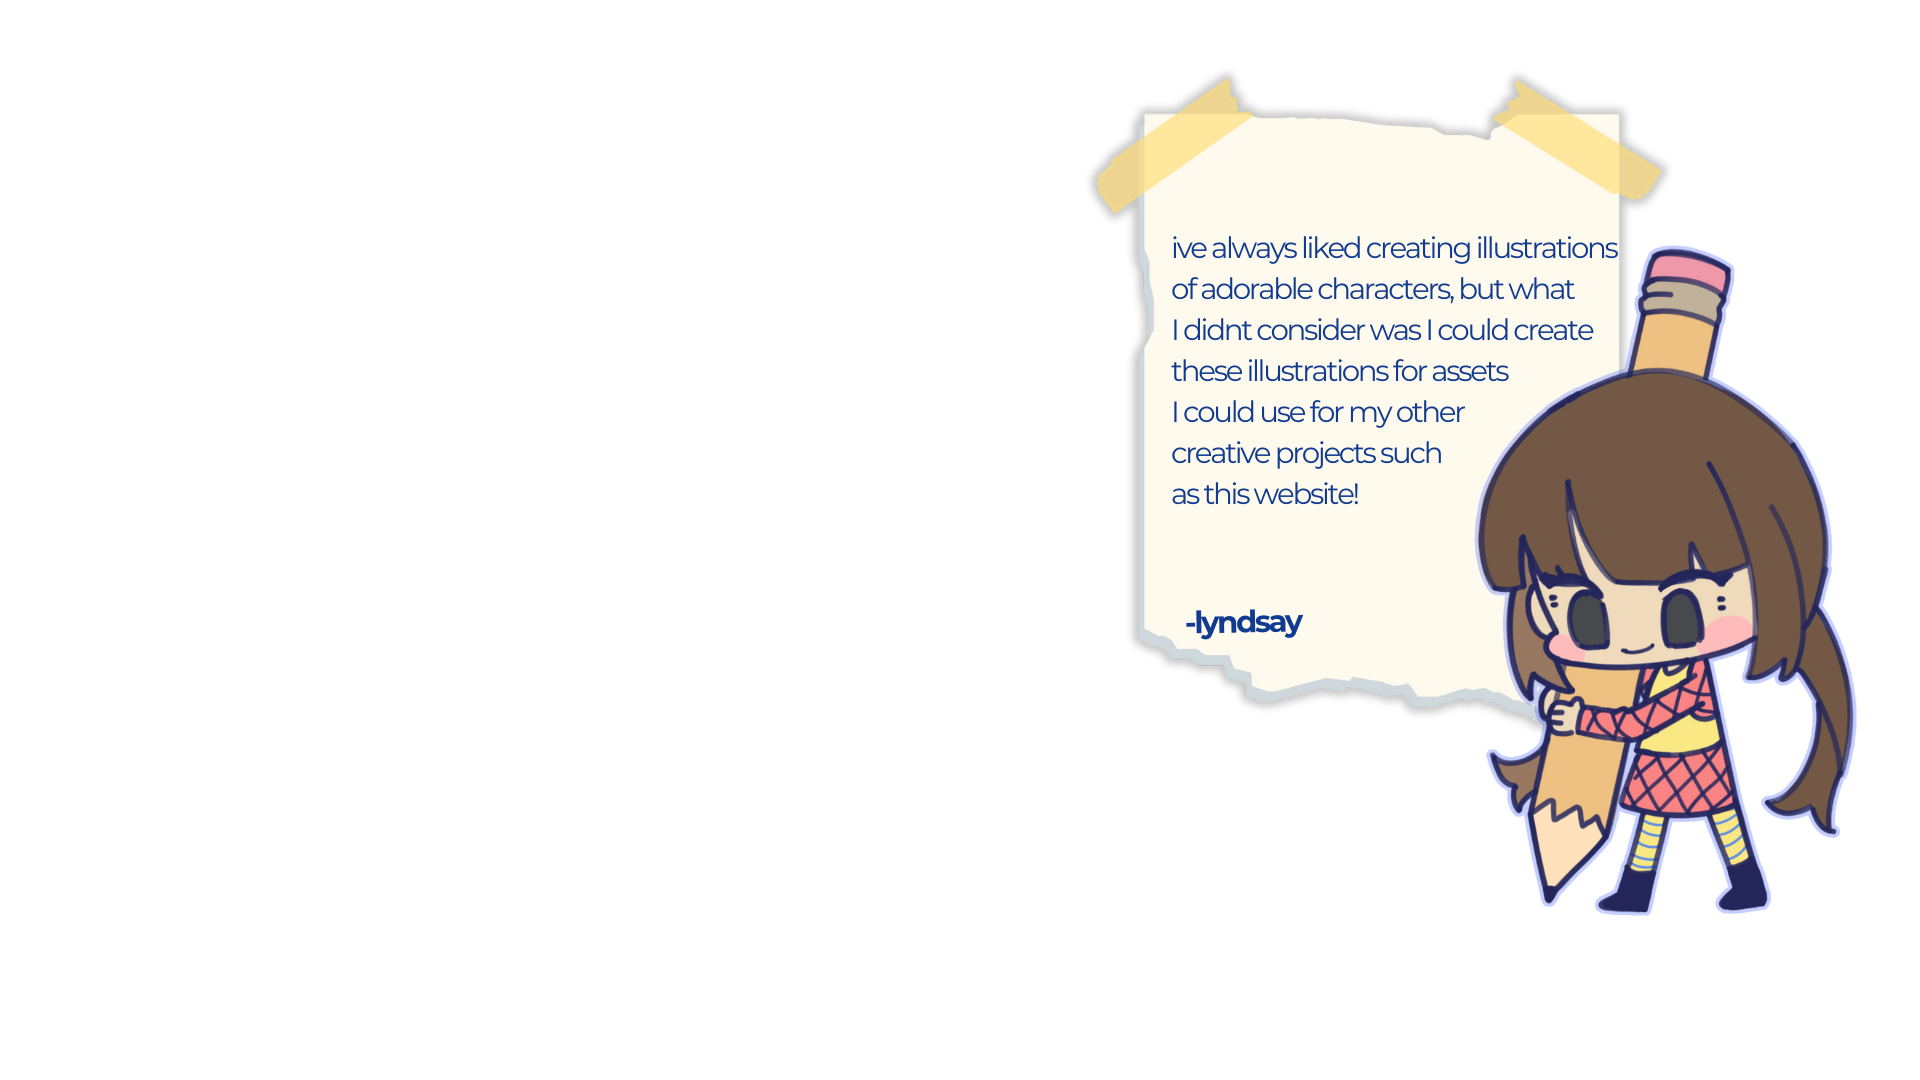 ive always liked creating illustrations
of adorable characters, but what
I didnt consider was I could create
these illustrations for assets
I could use for my other
creative projects such
as this website!
-lyndsay